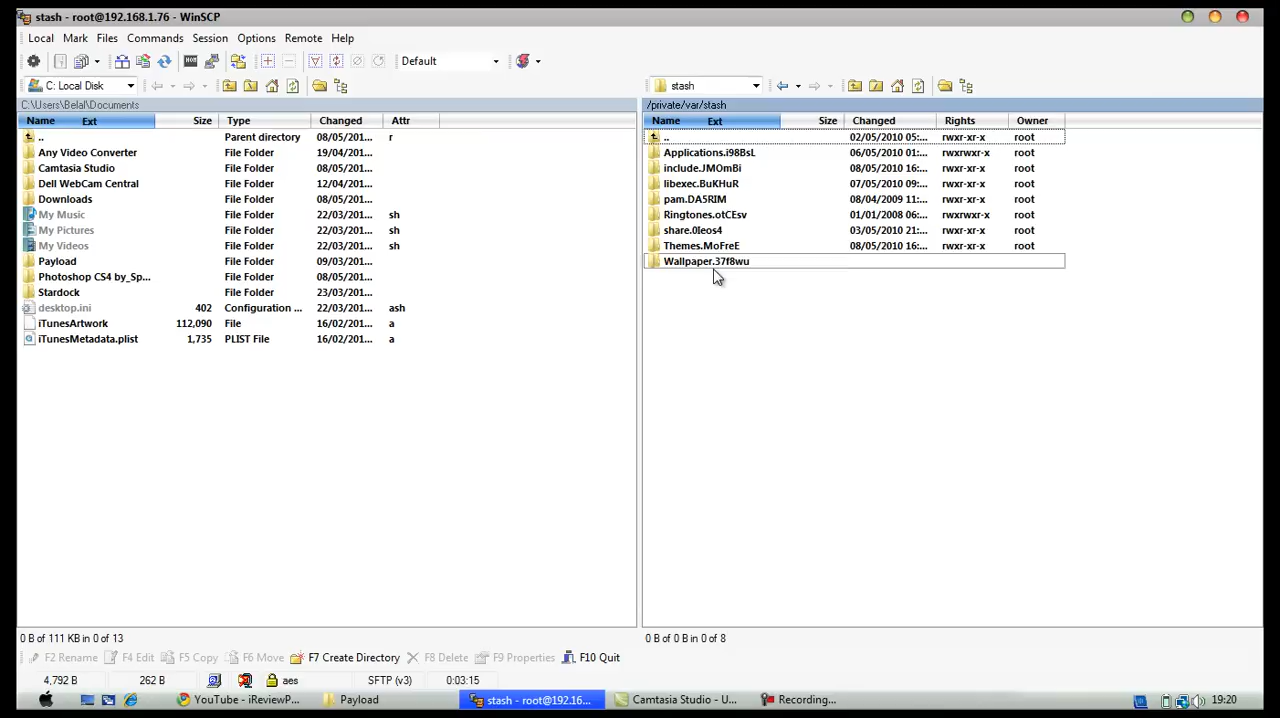 stash - root@192.168.1.76 - WinSCP
Local Mark Files Commands Session Options Remote Help
Default
C: Local Disk
stash
C:\Users\Belal\Documents
/private/var/stash
Name Ext Size Type Changed Attr
Name Ext Size Changed Rights Owner
.. Parent directory 08/05/201... r
Any Video Converter File Folder 19/04/201...
Camtasia Studio File Folder 08/05/201...
Dell WebCam Central File Folder 12/04/201...
Downloads File Folder 08/05/201...
My Music File Folder 22/03/201... sh
My Pictures File Folder 22/03/201... sh
My Videos File Folder 22/03/201... sh
Payload File Folder 09/03/201...
Photoshop CS4 by_Sp... File Folder 08/05/201...
Stardock File Folder 23/03/201...
desktop.ini 402 Configuration ... 22/03/201... ash
iTunesArtwork 112,090 File 16/02/201... a
iTunesMetadata.plist 1,735 PLIST File 16/02/201... a
.. 02/05/2010 05:... rwxr-xr-x root
Applications.i98BsL 06/05/2010 01:... rwxrwxr-x root
include.JMOmBi 08/05/2010 16:... rwxr-xr-x root
libexec.BuKHuR 07/05/2010 09:... rwxr-xr-x root
pam.DA5RIM 08/04/2009 11:... rwxr-xr-x root
Ringtones.otCEsv 01/01/2008 06:... rwxrwxr-x root
share.0leos4 03/05/2010 21:... rwxr-xr-x root
Themes.MoFreE 08/05/2010 16:... rwxr-xr-x root
Wallpaper.37f8wu
0 B of 111 KB in 0 of 13
0 B of 0 B in 0 of 8
F2 Rename F4 Edit F5 Copy F6 Move F7 Create Directory F8 Delete F9 Properties F10 Quit
4,792 B 262 B aes SFTP (v3) 0:03:15
YouTube - iReviewP... Payload stash - root@192.16... Camtasia Studio - U... Recording... 19:20